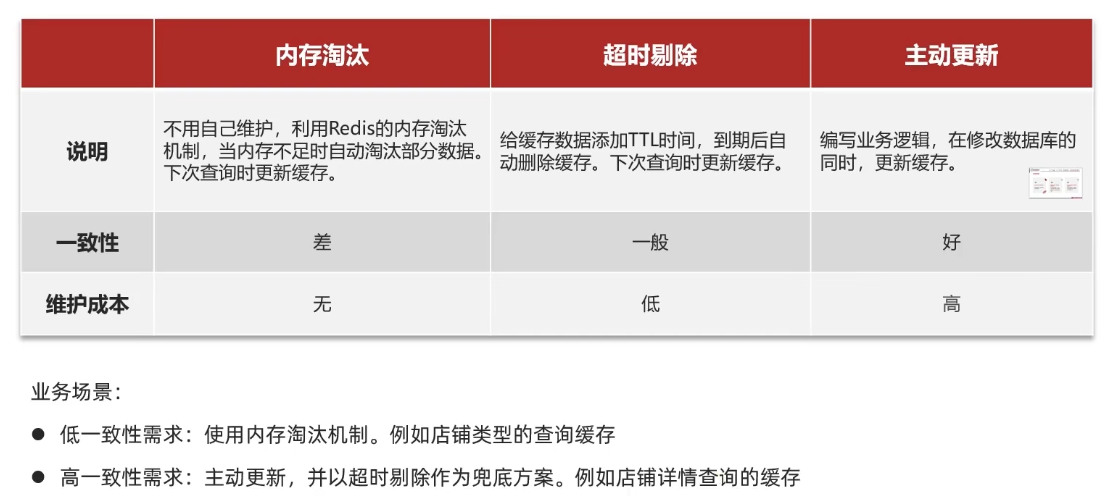 内存淘汰 超时剔除 主动更新
说明
不用自己维护，利用Redis的内存淘汰
机制，当内存不足时自动淘汰部分数据。
下次查询时更新缓存。
给缓存数据添加TTL时间，到期后自
动删除缓存。下次查询时更新缓存。
编写业务逻辑，在修改数据库的
同时，更新缓存。
一致性 差 一般 好
维护成本 无 低 高
业务场景：
● 低一致性需求：使用内存淘汰机制。例如店铺类型的查询缓存
● 高一致性需求：主动更新，并以超时剔除作为兜底方案。例如店铺详情查询的缓存